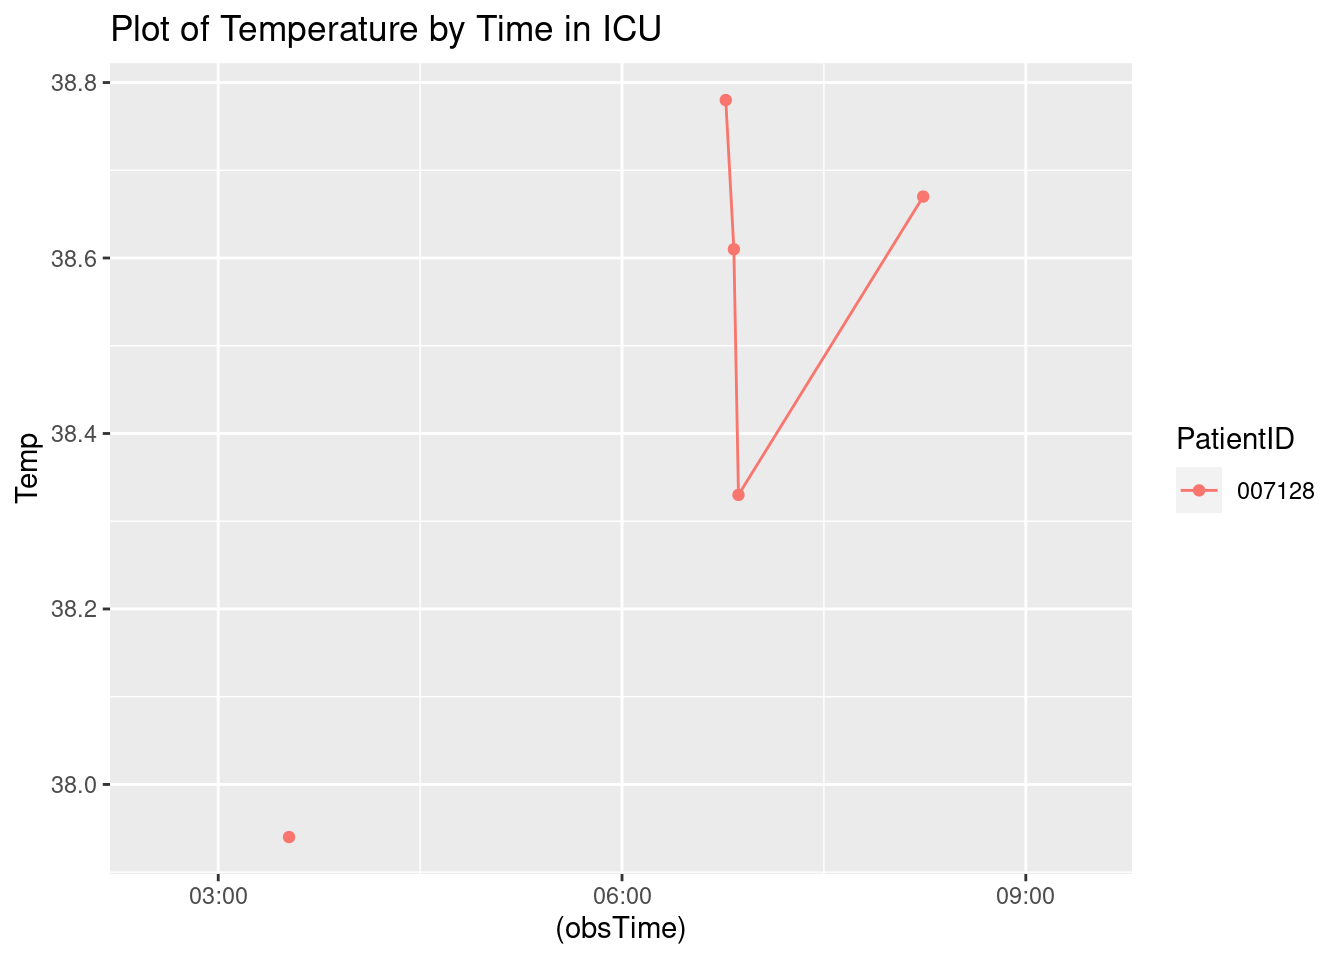 Plot of Temperature by Time in ICU
38.8
38.6
38.4
38.2
38.0
Temp
03:00
06:00
09:00
(obsTime)
PatientID
007128